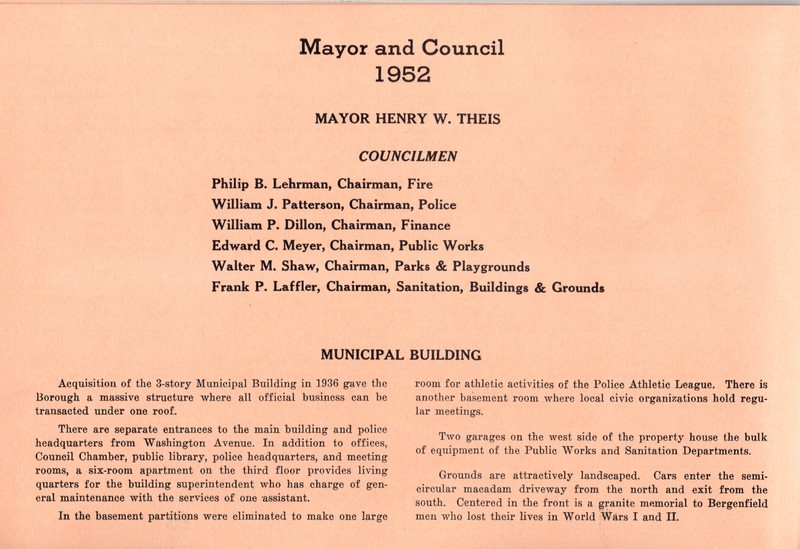 Mayor and Council
1952
MAYOR HENRY W. THEIS
COUNCILMEN
Philip B. Lehrman, Chairman, Fire
William J. Patterson, Chairman, Police
William P. Dillon, Chairman, Finance
Edward C. Meyer, Chairman, Public Works
Walter M. Shaw, Chairman, Parks & Playgrounds
Frank P. Laffler, Chairman, Sanitation, Buildings & Grounds
MUNICIPAL BUILDING
Acquisition of the 3-story Municipal Building in 1936 gave the
Borough a massive structure where all official business can be
transacted under one roof.
There are separate entrances to the main building and police
headquarters from Washington Avenue. In addition to offices,
Council Chamber, public library, police headquarters, and meeting
rooms, a six-room apartment on the third floor provides living
quarters for the building superintendent who has charge of gen-
eral maintenance with the services of one assistant.
In the basement partitions were eliminated to make one large
room for athletic activities of the Police Athletic League. There is
another basement room where local civic organizations hold regu-
lar meetings.
Two garages on the west side of the property house the bulk
of equipment of the Public Works and Sanitation Departments.
Grounds are attractively landscaped. Cars enter the semi-
circular macadam driveway from the north and exit from the
south. Centered in the front is a granite memorial to Bergenfield
men who lost their lives in World Wars I and II.